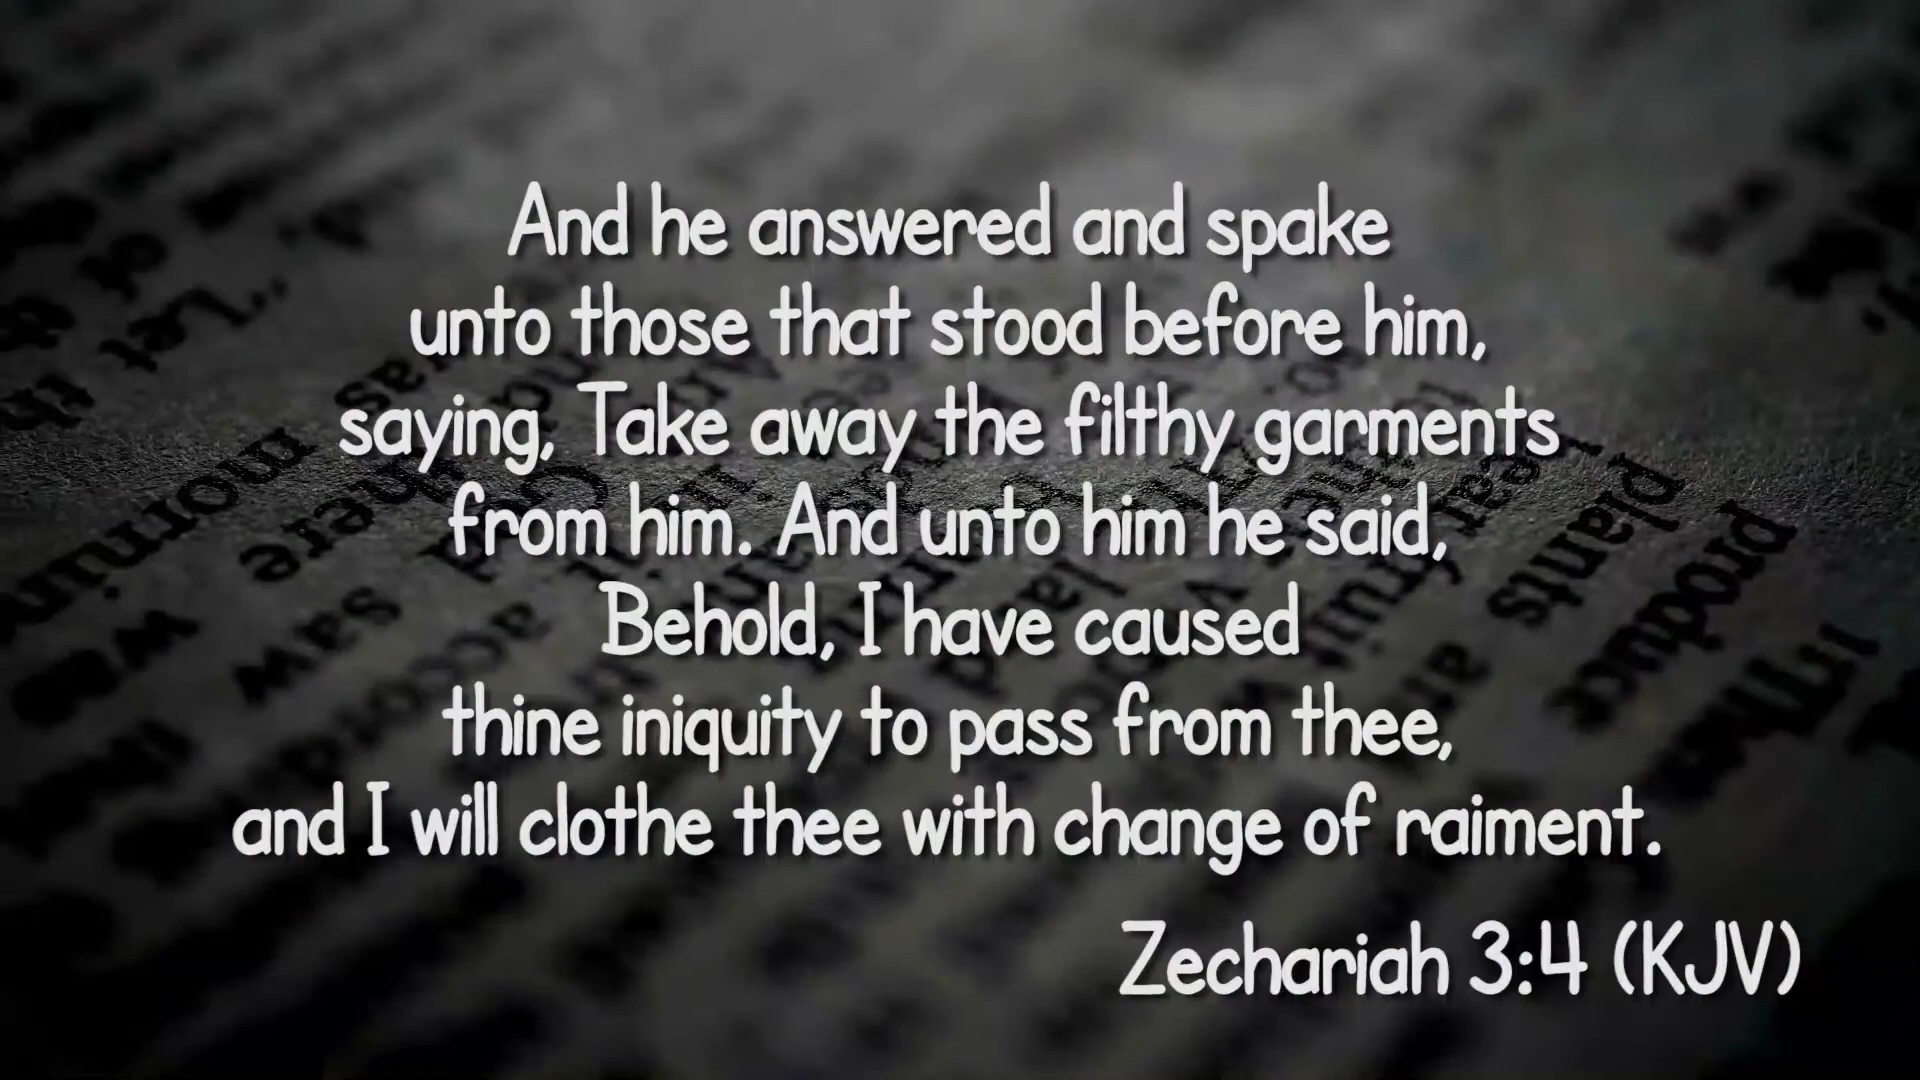 And he answered and spake
unto those that stood before him,
saying, Take away the filthy garments
from him. And unto him he said,
Behold, I have caused
thine iniquity to pass from thee,
and I will clothe thee with change of raiment.
Zechariah 3:4 (KJV)